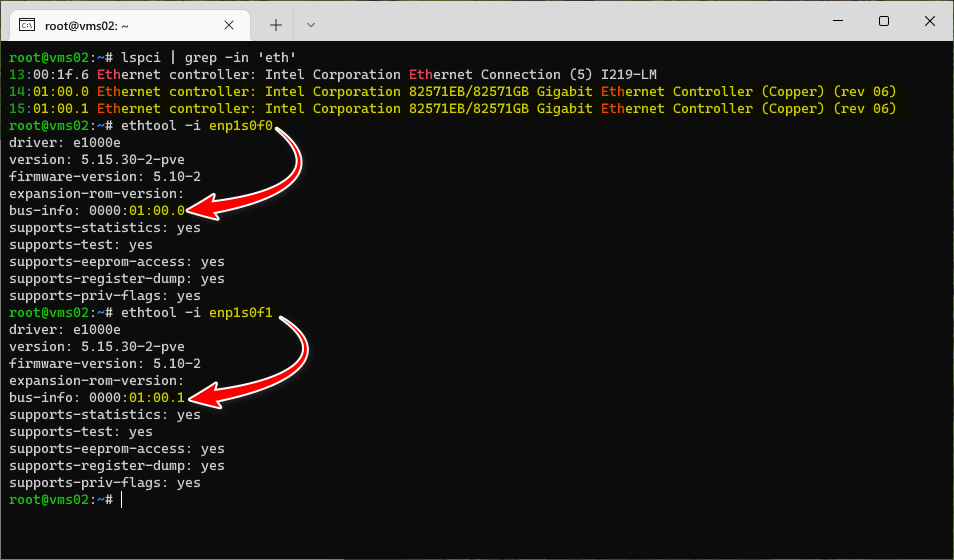 root@vms02: ~
root@vms02:~# lspci | grep -in 'eth'
13:00:1f.6 Ethernet controller: Intel Corporation Ethernet Connection (5) I219-LM
14:01:00.0 Ethernet controller: Intel Corporation 82571EB/82571GB Gigabit Ethernet Controller (Copper) (rev 06)
15:01:00.1 Ethernet controller: Intel Corporation 82571EB/82571GB Gigabit Ethernet Controller (Copper) (rev 06)
root@vms02:~# ethtool -i enp1s0f0
driver: e1000e
version: 5.15.30-2-pve
firmware-version: 5.10-2
expansion-rom-version:
bus-info: 0000:01:00.0
supports-statistics: yes
supports-test: yes
supports-eeprom-access: yes
supports-register-dump: yes
supports-priv-flags: yes
root@vms02:~# ethtool -i enp1s0f1
driver: e1000e
version: 5.15.30-2-pve
firmware-version: 5.10-2
expansion-rom-version:
bus-info: 0000:01:00.1
supports-statistics: yes
supports-test: yes
supports-eeprom-access: yes
supports-register-dump: yes
supports-priv-flags: yes
root@vms02:~#